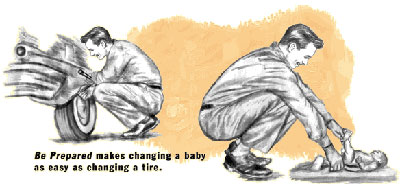 Be Prepared makes changing a baby
as easy as changing a tire.